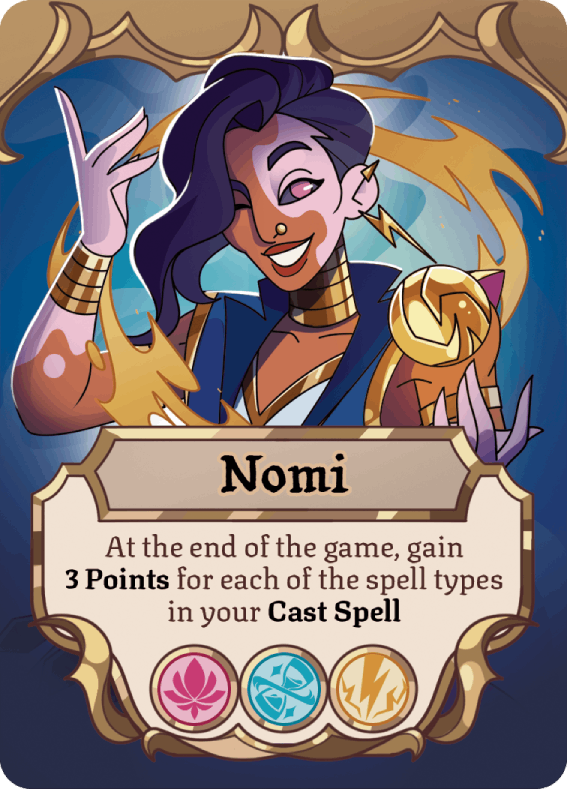 Nomi
At the end of the game, gain
3 Points for each of the spell types
in your Cast Spell